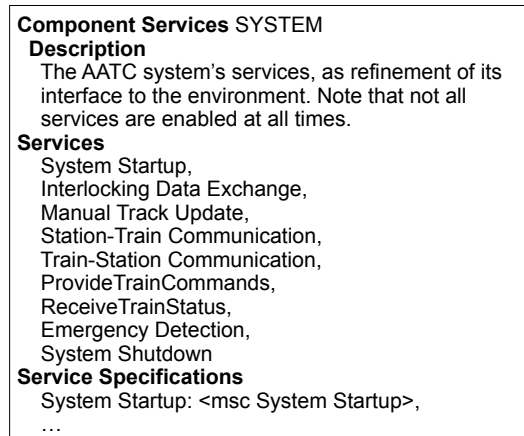 Component Services SYSTEM
Description
The AATC system's services, as refinement of its
interface to the environment. Note that not all
services are enabled at all times.
Services
System Startup,
Interlocking Data Exchange,
Manual Track Update,
Station-Train Communication,
Train-Station Communication,
ProvideTrainCommands,
ReceiveTrainStatus,
Emergency Detection,
System Shutdown
Service Specifications
System Startup: <msc System Startup>,
…